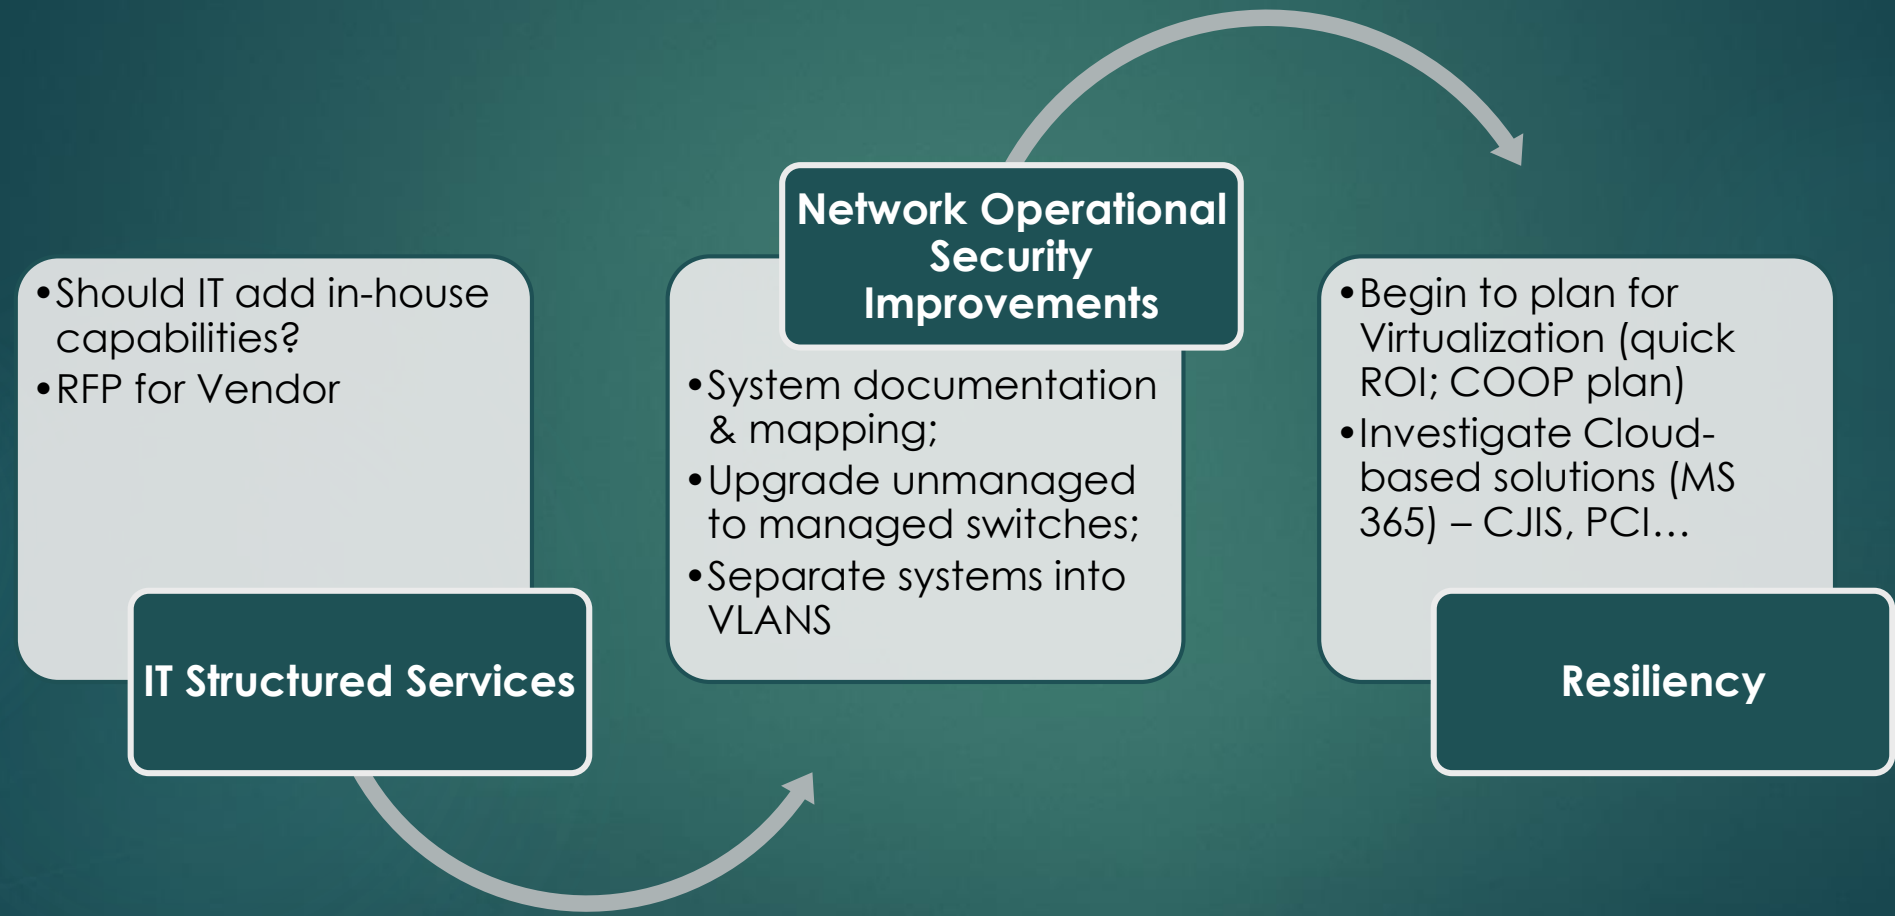 •Should IT add in-house
capabilities?
•RFP for Vendor
IT Structured Services
Network Operational
Security
Improvements
•System documentation
& mapping;
•Upgrade unmanaged
to managed switches;
•Separate systems into
VLANS
•Begin to plan for
Virtualization (quick
ROI; COOP plan)
•Investigate Cloud-
based solutions (MS
365) – CJIS, PCI…
Resiliency